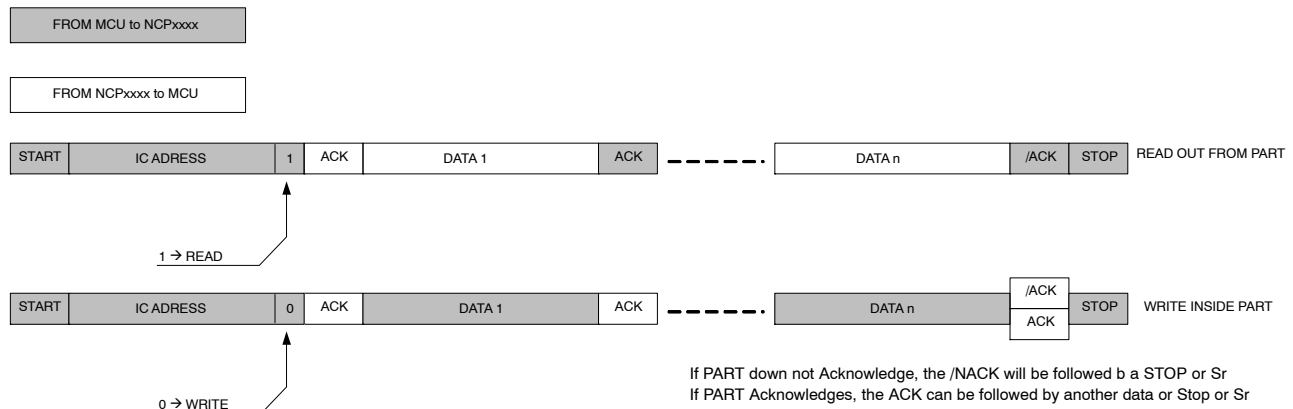 FROM MCU to NCPxxxx
FROM NCPxxxx to MCU
START IC ADRESS 1 ACK DATA 1 ACK DATA n /ACK STOP READ OUT FROM PART
1 → READ
START IC ADRESS 0 ACK DATA 1 ACK DATA n /ACK ACK STOP WRITE INSIDE PART
0 → WRITE
If PART down not Acknowledge, the /NACK will be followed b a STOP or Sr
If PART Acknowledges, the ACK can be followed by another data or Stop or Sr